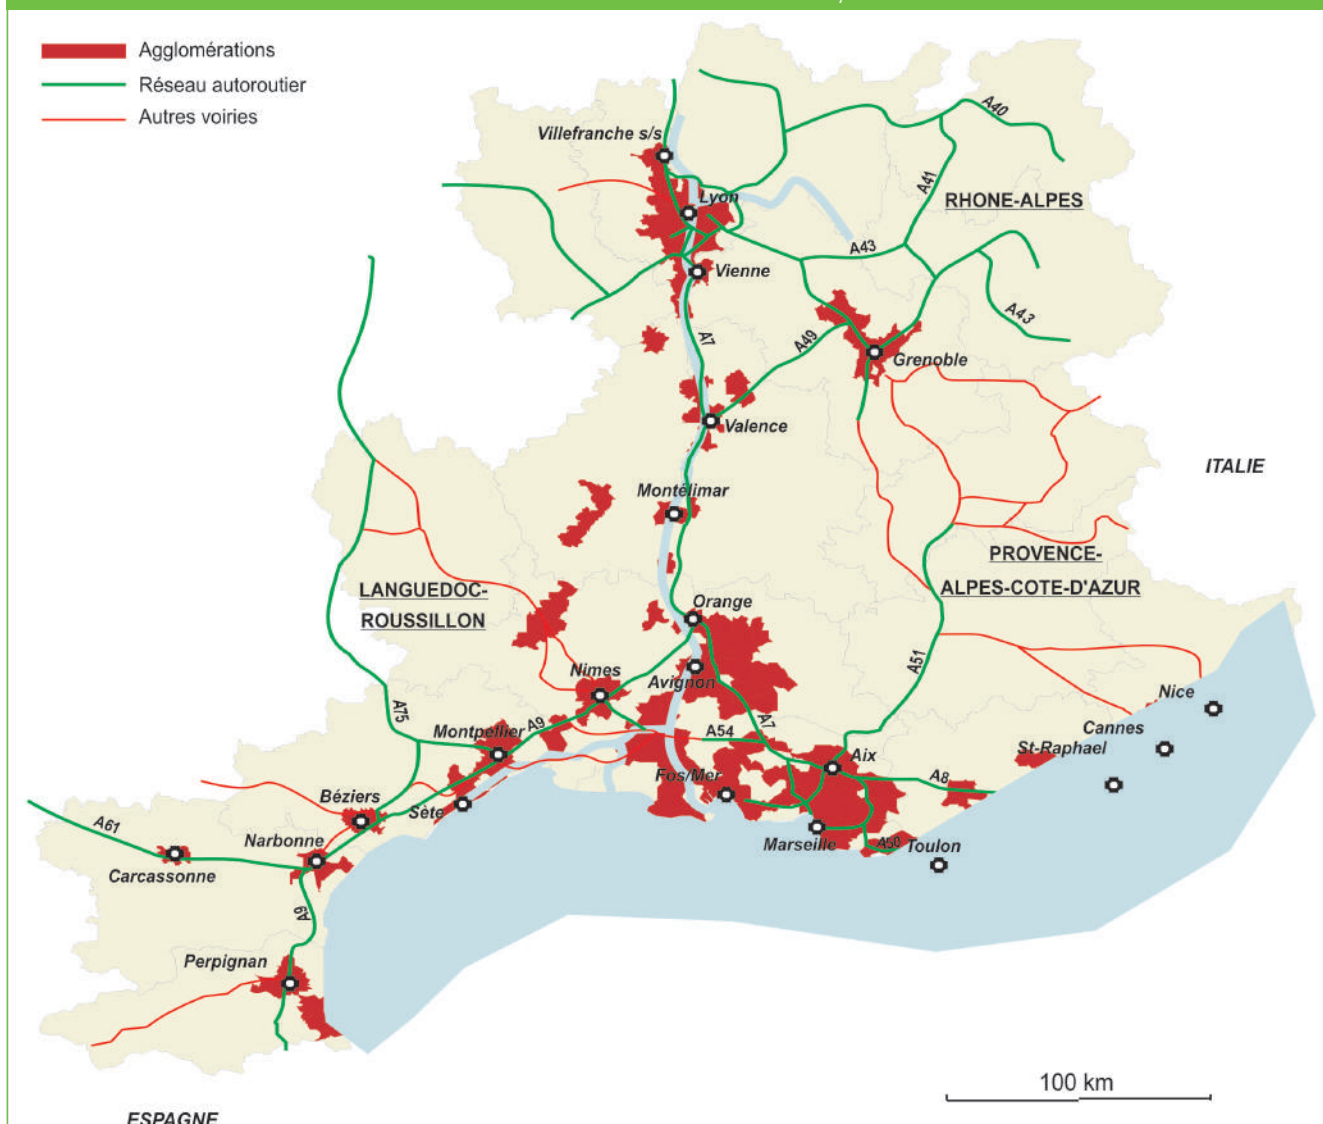 Agglomérations
Réseau autoroutier
Autres voiries
Villefranche s/s
A40
A41
RHONE-ALPES
Lyon
A43
Vienne
A43
A7
A49
Grenoble
Valence
ITALIE
Montélimar
PROVENCE-
ALPES-COTE-D'AZUR
LANGUEDOC-
ROUSSILLON
Orange
A51
Nimes
Avignon
Nice
A75
A9
A7
Montpellier
A54
Cannes
St-Raphael
Aix
Fos/Mer
A8
Béziers
Sète
A61
Narbonne
Marseille
A50
Toulon
Carcassonne
A9
Perpignan
100 km
ESPAGNE